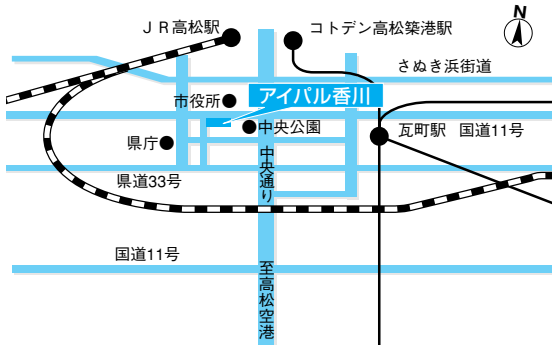 N
JR高松駅
コトデン高松築港駅
さぬき浜街道
市役所
アイパル香川
中央公園
瓦町駅 国道11号
県庁
県道33号
中央通り
国道11号
至高松空港